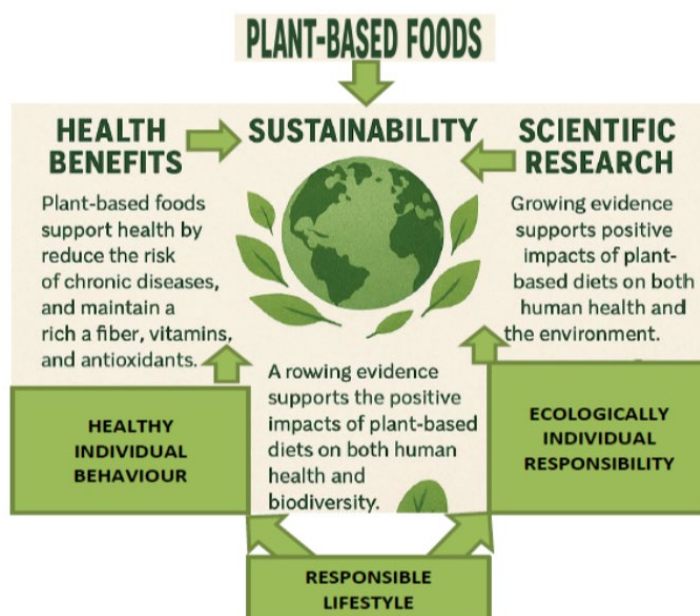 PLANT-BASED FOODS
HEALTH
BENEFITS
Plant-based foods
support health by
reduce the risk
of chronic diseases,
and maintain a
rich a fiber, vitamins,
and antioxidants.
SUSTAINABILITY
SCIENTIFIC
RESEARCH
Growing evidence
supports positive
impacts of plant-
based diets on both
human health and
the environment.
A rowing evidence
supports the positive
impacts of plant-based
diets on both human
health and
biodiversity.
HEALTHY
INDIVIDUAL
BEHAVIOUR
ECOLOGICALLY
INDIVIDUAL
RESPONSIBILITY
RESPONSIBLE
LIFESTYLE